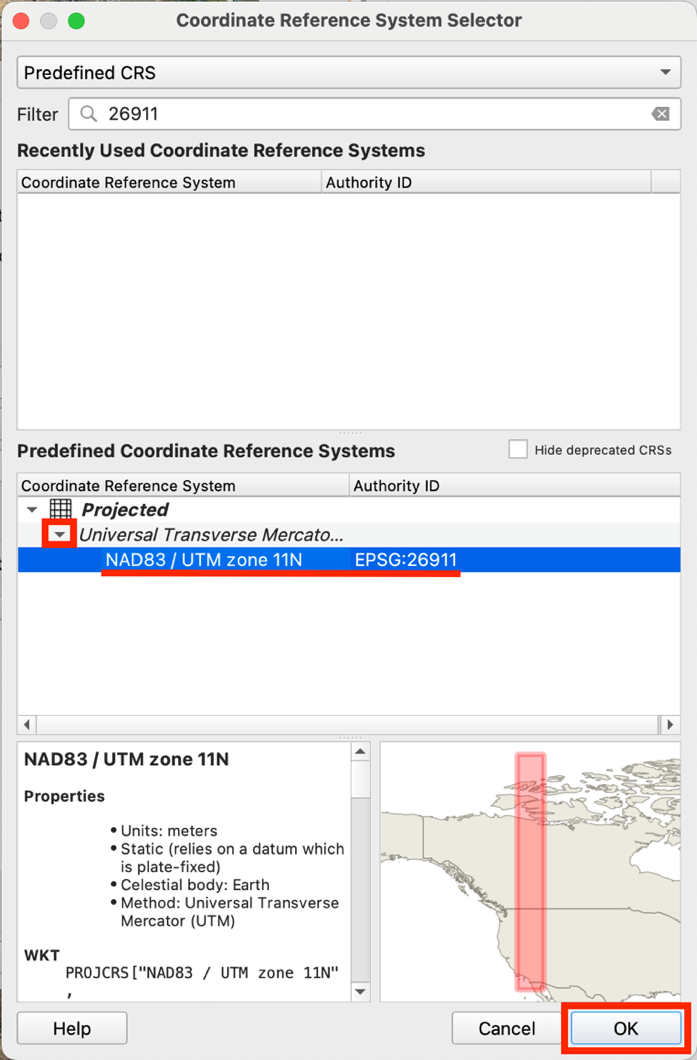 Coordinate Reference System Selector
Predefined CRS
Filter 26911
Recently Used Coordinate Reference Systems
Coordinate Reference System Authority ID
Predefined Coordinate Reference Systems Hide deprecated CRSs
Coordinate Reference System Authority ID
Projected
Universal Transverse Mercato...
NAD83 / UTM zone 11N EPSG:26911
NAD83 / UTM zone 11N
Properties
• Units: meters
• Static (relies on a datum which
is plate-fixed)
• Celestial body: Earth
• Method: Universal Transverse
Mercator (UTM)
WKT
PROJCRS["NAD83 / UTM zone 11N"
,
Help Cancel OK